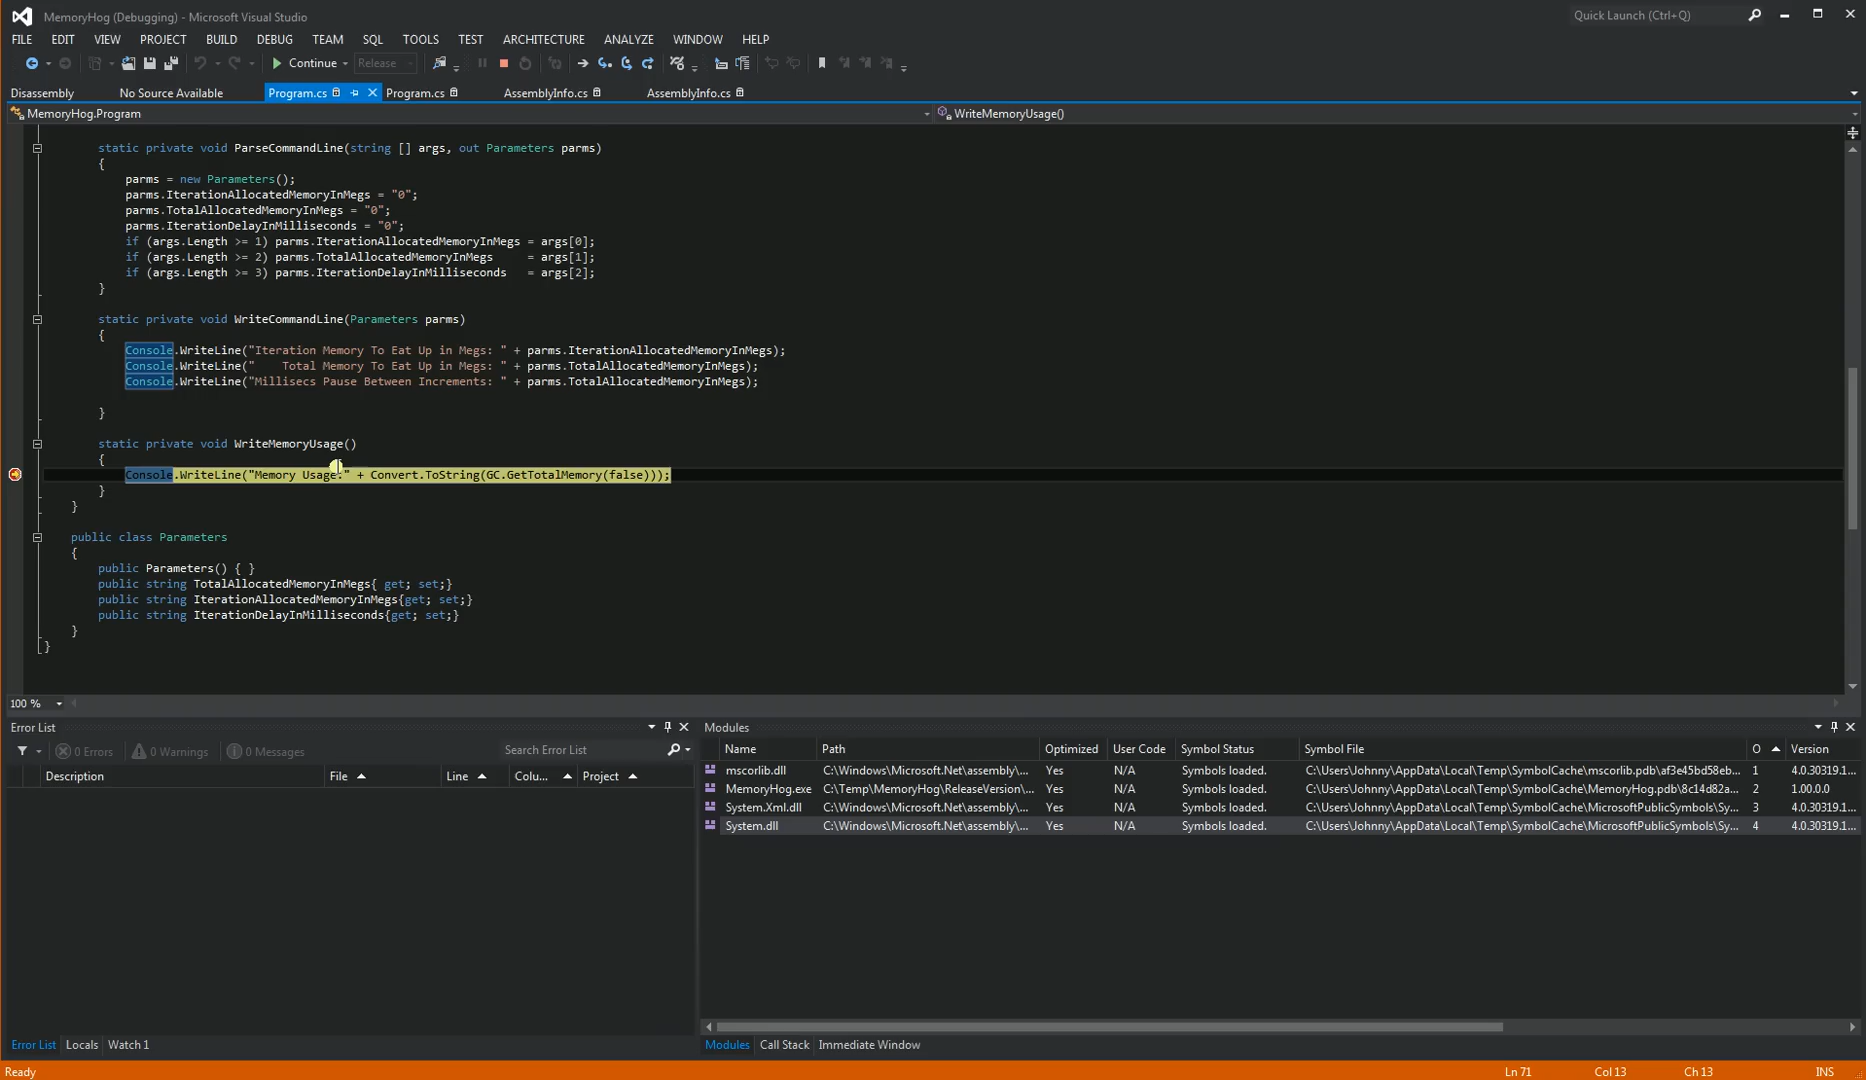 MemoryHog (Debugging) - Microsoft Visual Studio
Quick Launch (Ctrl+Q)
FILE EDIT VIEW PROJECT BUILD DEBUG TEAM SQL TOOLS TEST ARCHITECTURE ANALYZE WINDOW HELP
Continue Release
Disassembly No Source Available Program.cs Program.cs AssemblyInfo.cs AssemblyInfo.cs
MemoryHog.Program WriteMemoryUsage()
static private void ParseCommandLine(string [] args, out Parameters parms)
{
parms = new Parameters();
parms.IterationAllocatedMemoryInMegs = "0";
parms.TotalAllocatedMemoryInMegs = "0";
parms.IterationDelayInMilliseconds = "0";
if (args.Length >= 1) parms.IterationAllocatedMemoryInMegs = args[0];
if (args.Length >= 2) parms.TotalAllocatedMemoryInMegs     = args[1];
if (args.Length >= 3) parms.IterationDelayInMilliseconds   = args[2];
}
static private void WriteCommandLine(Parameters parms)
{
Console.WriteLine("Iteration Memory To Eat Up in Megs: " + parms.IterationAllocatedMemoryInMegs);
Console.WriteLine("    Total Memory To Eat Up in Megs: " + parms.TotalAllocatedMemoryInMegs);
Console.WriteLine("Millisecs Pause Between Increments: " + parms.TotalAllocatedMemoryInMegs);
}
static private void WriteMemoryUsage()
{
Console.WriteLine("Memory Usage:" + Convert.ToString(GC.GetTotalMemory(false)));
}
}
public class Parameters
{
public Parameters() { }
public string TotalAllocatedMemoryInMegs{ get; set;}
public string IterationAllocatedMemoryInMegs{get; set;}
public string IterationDelayInMilliseconds{get; set;}
}
}
100 %
Error List
0 Errors 0 Warnings 0 Messages Search Error List
Description File Line Colu... Project
Error List Locals Watch 1
Modules
Name Path Optimized User Code Symbol Status Symbol File O Version
mscorlib.dll C:\Windows\Microsoft.Net\assembly\... Yes N/A Symbols loaded. C:\Users\Johnny\AppData\Local\Temp\SymbolCache\mscorlib.pdb\af3e45bd58eb... 1 4.0.30319.1...
MemoryHog.exe C:\Temp\MemoryHog\ReleaseVersion\... Yes N/A Symbols loaded. C:\Users\Johnny\AppData\Local\Temp\SymbolCache\MemoryHog.pdb\8c14d82a... 2 1.00.0.0
System.Xml.dll C:\Windows\Microsoft.Net\assembly\... Yes N/A Symbols loaded. C:\Users\Johnny\AppData\Local\Temp\SymbolCache\MicrosoftPublicSymbols\Sy... 3 4.0.30319.1...
System.dll C:\Windows\Microsoft.Net\assembly\... Yes N/A Symbols loaded. C:\Users\Johnny\AppData\Local\Temp\SymbolCache\MicrosoftPublicSymbols\Sy... 4 4.0.30319.1...
Modules Call Stack Immediate Window
Ready Ln 71 Col 13 Ch 13 INS